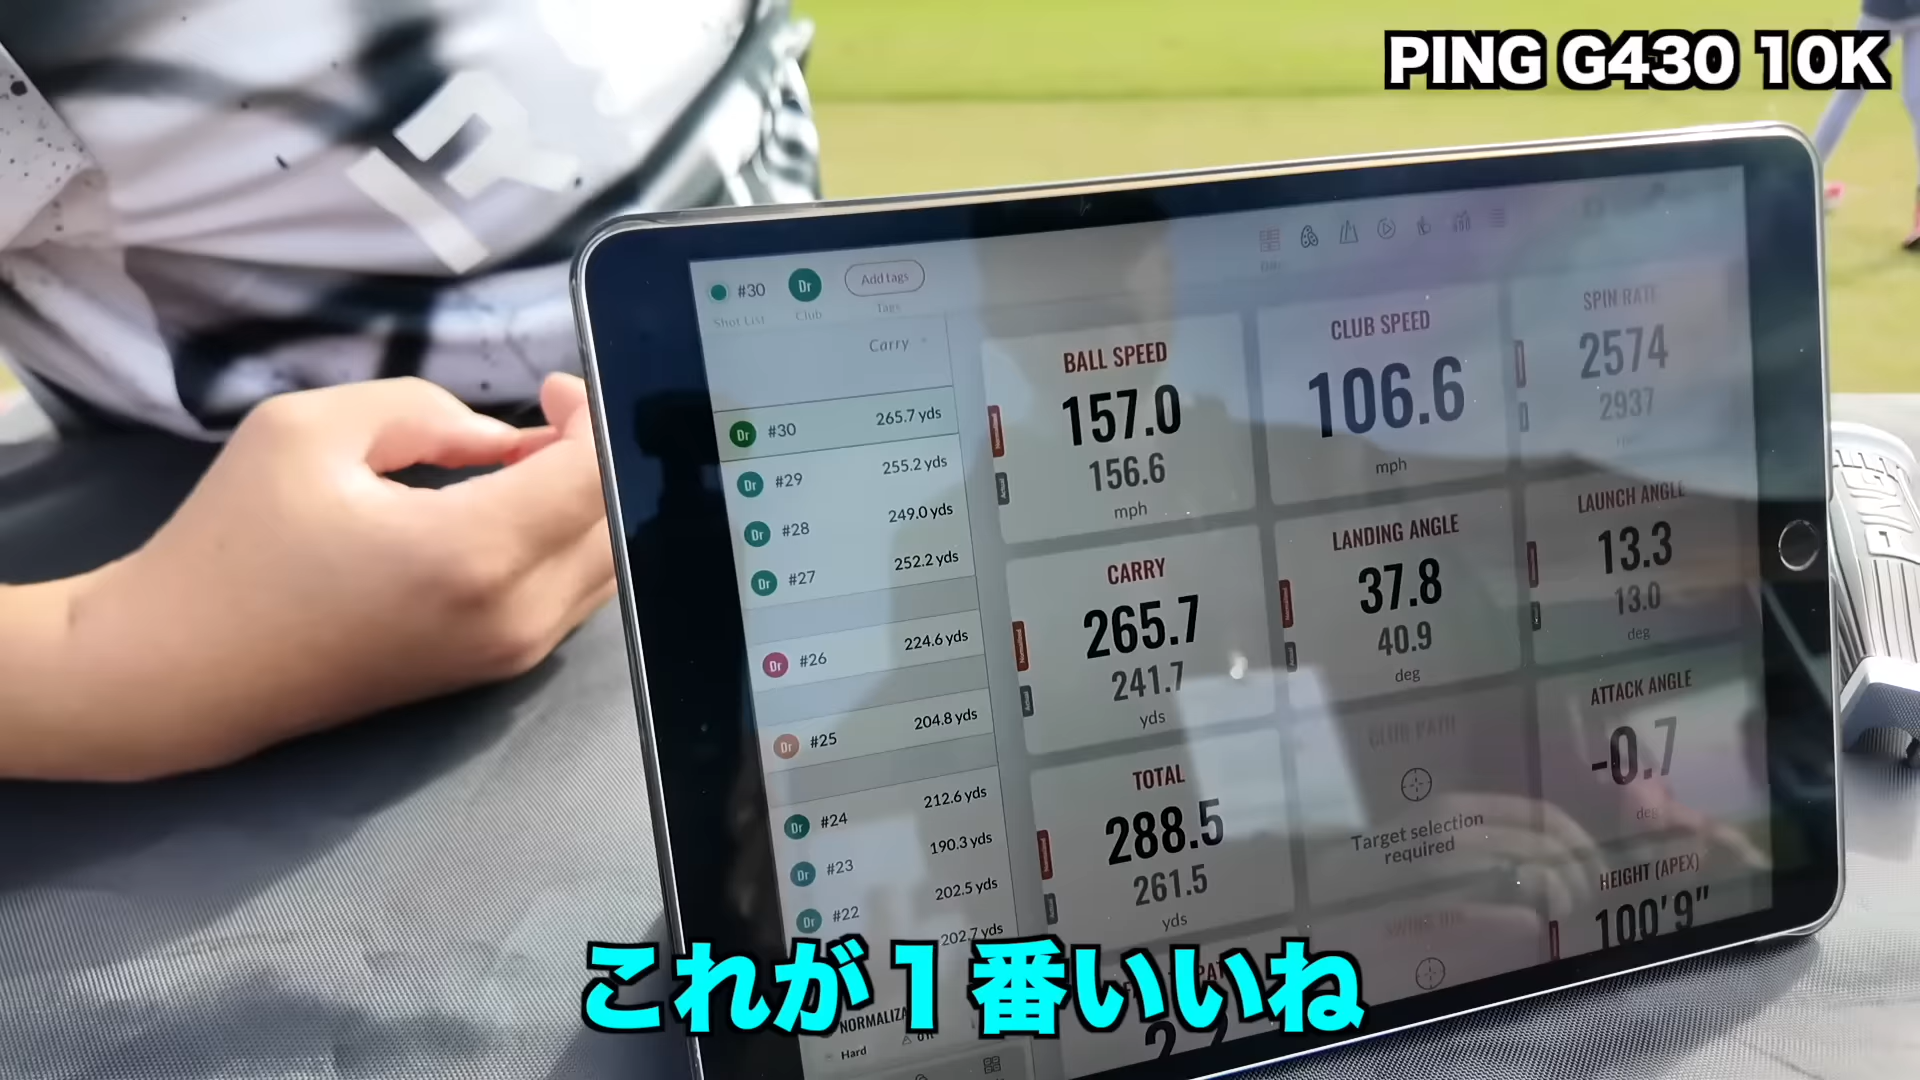 PING G430 10K
#30
Dr
Add tags
Shot List
Club
Tags
Carry
Dr #30 265.7 yds
Dr #29 255.2 yds
Dr #28 249.0 yds
Dr #27 252.2 yds
Dr #26 224.6 yds
Dr #25 204.8 yds
Dr #24 212.6 yds
Dr #23 190.3 yds
Dr #22 202.5 yds
202.7 yds
Hard
BALL SPEED
157.0
156.6
mph
CLUB SPEED
106.6
mph
SPIN RATE
2574
2937
CARRY
265.7
241.7
yds
LANDING ANGLE
37.8
40.9
deg
LAUNCH ANGLE
13.3
13.0
deg
TOTAL
288.5
261.5
yds
CLUB PATH
Target selection
required
ATTACK ANGLE
-0.7
deg
HEIGHT (APEX)
100'9"
PING
これが1番いいね